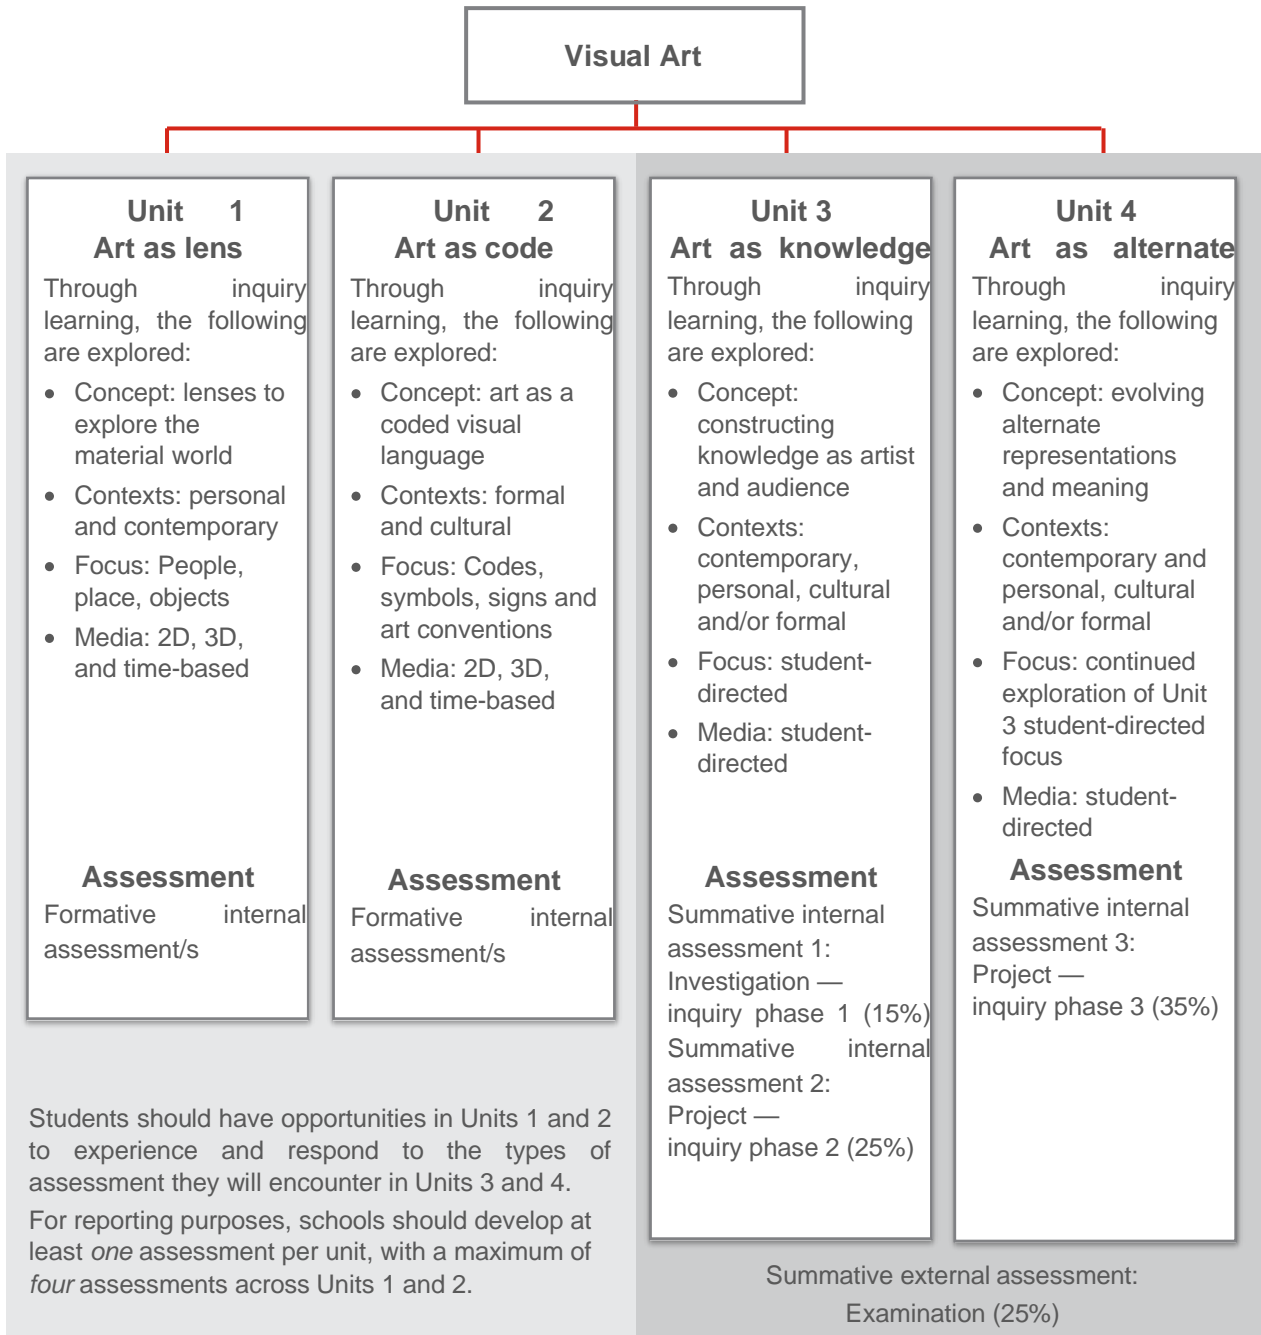 Visual Art
Unit 1
Art as lens
Through inquiry
learning, the following
are explored:
• Concept: lenses to
explore the
material world
• Contexts: personal
and contemporary
• Focus: People,
place, objects
• Media: 2D, 3D,
and time-based
Assessment
Formative internal
assessment/s
Unit 2
Art as code
Through inquiry
learning, the following
are explored:
• Concept: art as a
coded visual
language
• Contexts: formal
and cultural
• Focus: Codes,
symbols, signs and
art conventions
• Media: 2D, 3D,
and time-based
Assessment
Formative internal
assessment/s
Students should have opportunities in Units 1 and 2
to experience and respond to the types of
assessment they will encounter in Units 3 and 4.
For reporting purposes, schools should develop at
least one assessment per unit, with a maximum of
four assessments across Units 1 and 2.
Unit 3
Art as knowledge
Through inquiry
learning, the following
are explored:
• Concept:
constructing
knowledge as artist
and audience
• Contexts:
contemporary,
personal, cultural
and/or formal
• Focus: student-
directed
• Media: student-
directed
Assessment
Summative internal
assessment 1:
Investigation —
inquiry phase 1 (15%)
Summative internal
assessment 2:
Project —
inquiry phase 2 (25%)
Unit 4
Art as alternate
Through inquiry
learning, the following
are explored:
• Concept: evolving
alternate
representations
and meaning
• Contexts:
contemporary and
personal, cultural
and/or formal
• Focus: continued
exploration of Unit
3 student-directed
focus
• Media: student-
directed
Assessment
Summative internal
assessment 3:
Project —
inquiry phase 3 (35%)
Summative external assessment:
Examination (25%)